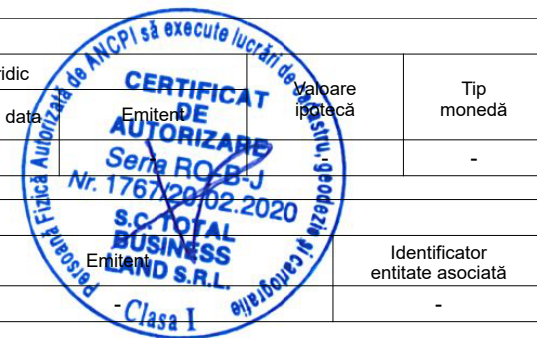 ridic
data
Emitent
Valoare
ipotecă
Tip
monedă
-
-
-
Emitent
Identificator
entitate asociată
-
-
Persoană Fizică Autorizată de ANCPI să execute lucrări de cadastru, geodezie și cartografie
CERTIFICAT
DE
AUTORIZARE
Seria RO-B-J
Nr. 1767/20.02.2020
S.C. TOTAL
BUSINESS
LAND S.R.L.
Clasa I